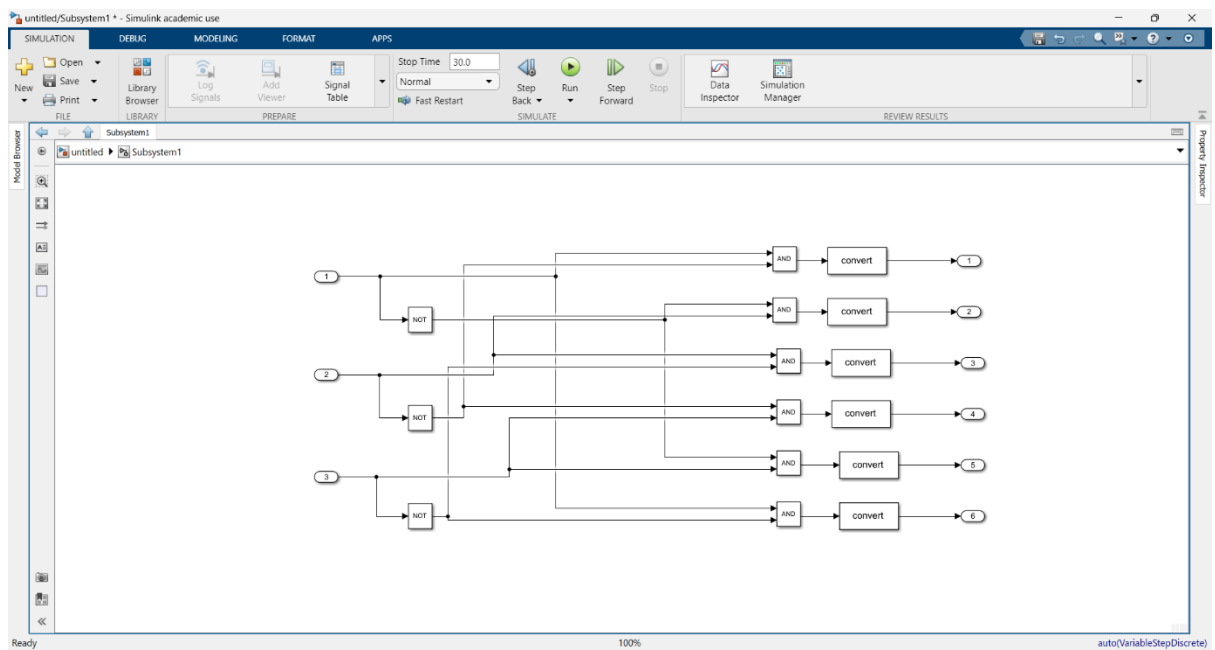 untitled/Subsystem1 * - Simulink academic use
SIMULATION DEBUG MODELING FORMAT APPS
New
Open
Save
Print
FILE
Library Browser
LIBRARY
Log Signals
Add Viewer
Signal Table
PREPARE
Stop Time 30.0
Normal
Fast Restart
Step Back
Run
Step Forward
Stop
SIMULATE
Data Inspector
Simulation Manager
REVIEW RESULTS
Model Browser
Subsystem1
Property Inspector
untitled Subsystem1
AND convert 1
1
NOT
AND convert 2
2
AND convert 3
NOT
AND convert 4
3
AND convert 5
NOT
AND convert 6
Ready 100% auto(VariableStepDiscrete)